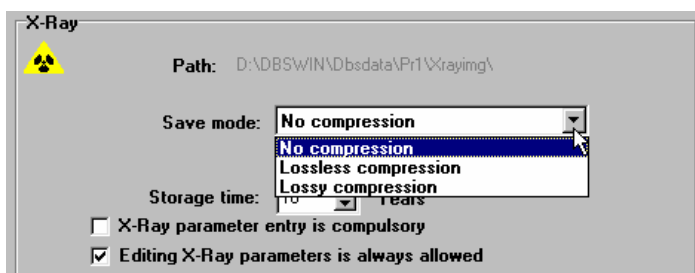 X-Ray
Path: D:\DBSWIN\Dbsdata\Pr1\Xrayimg\
Save mode: No compression
No compression
Lossless compression
Lossy compression
Storage time:
X-Ray parameter entry is compulsory
Editing X-Ray parameters is always allowed